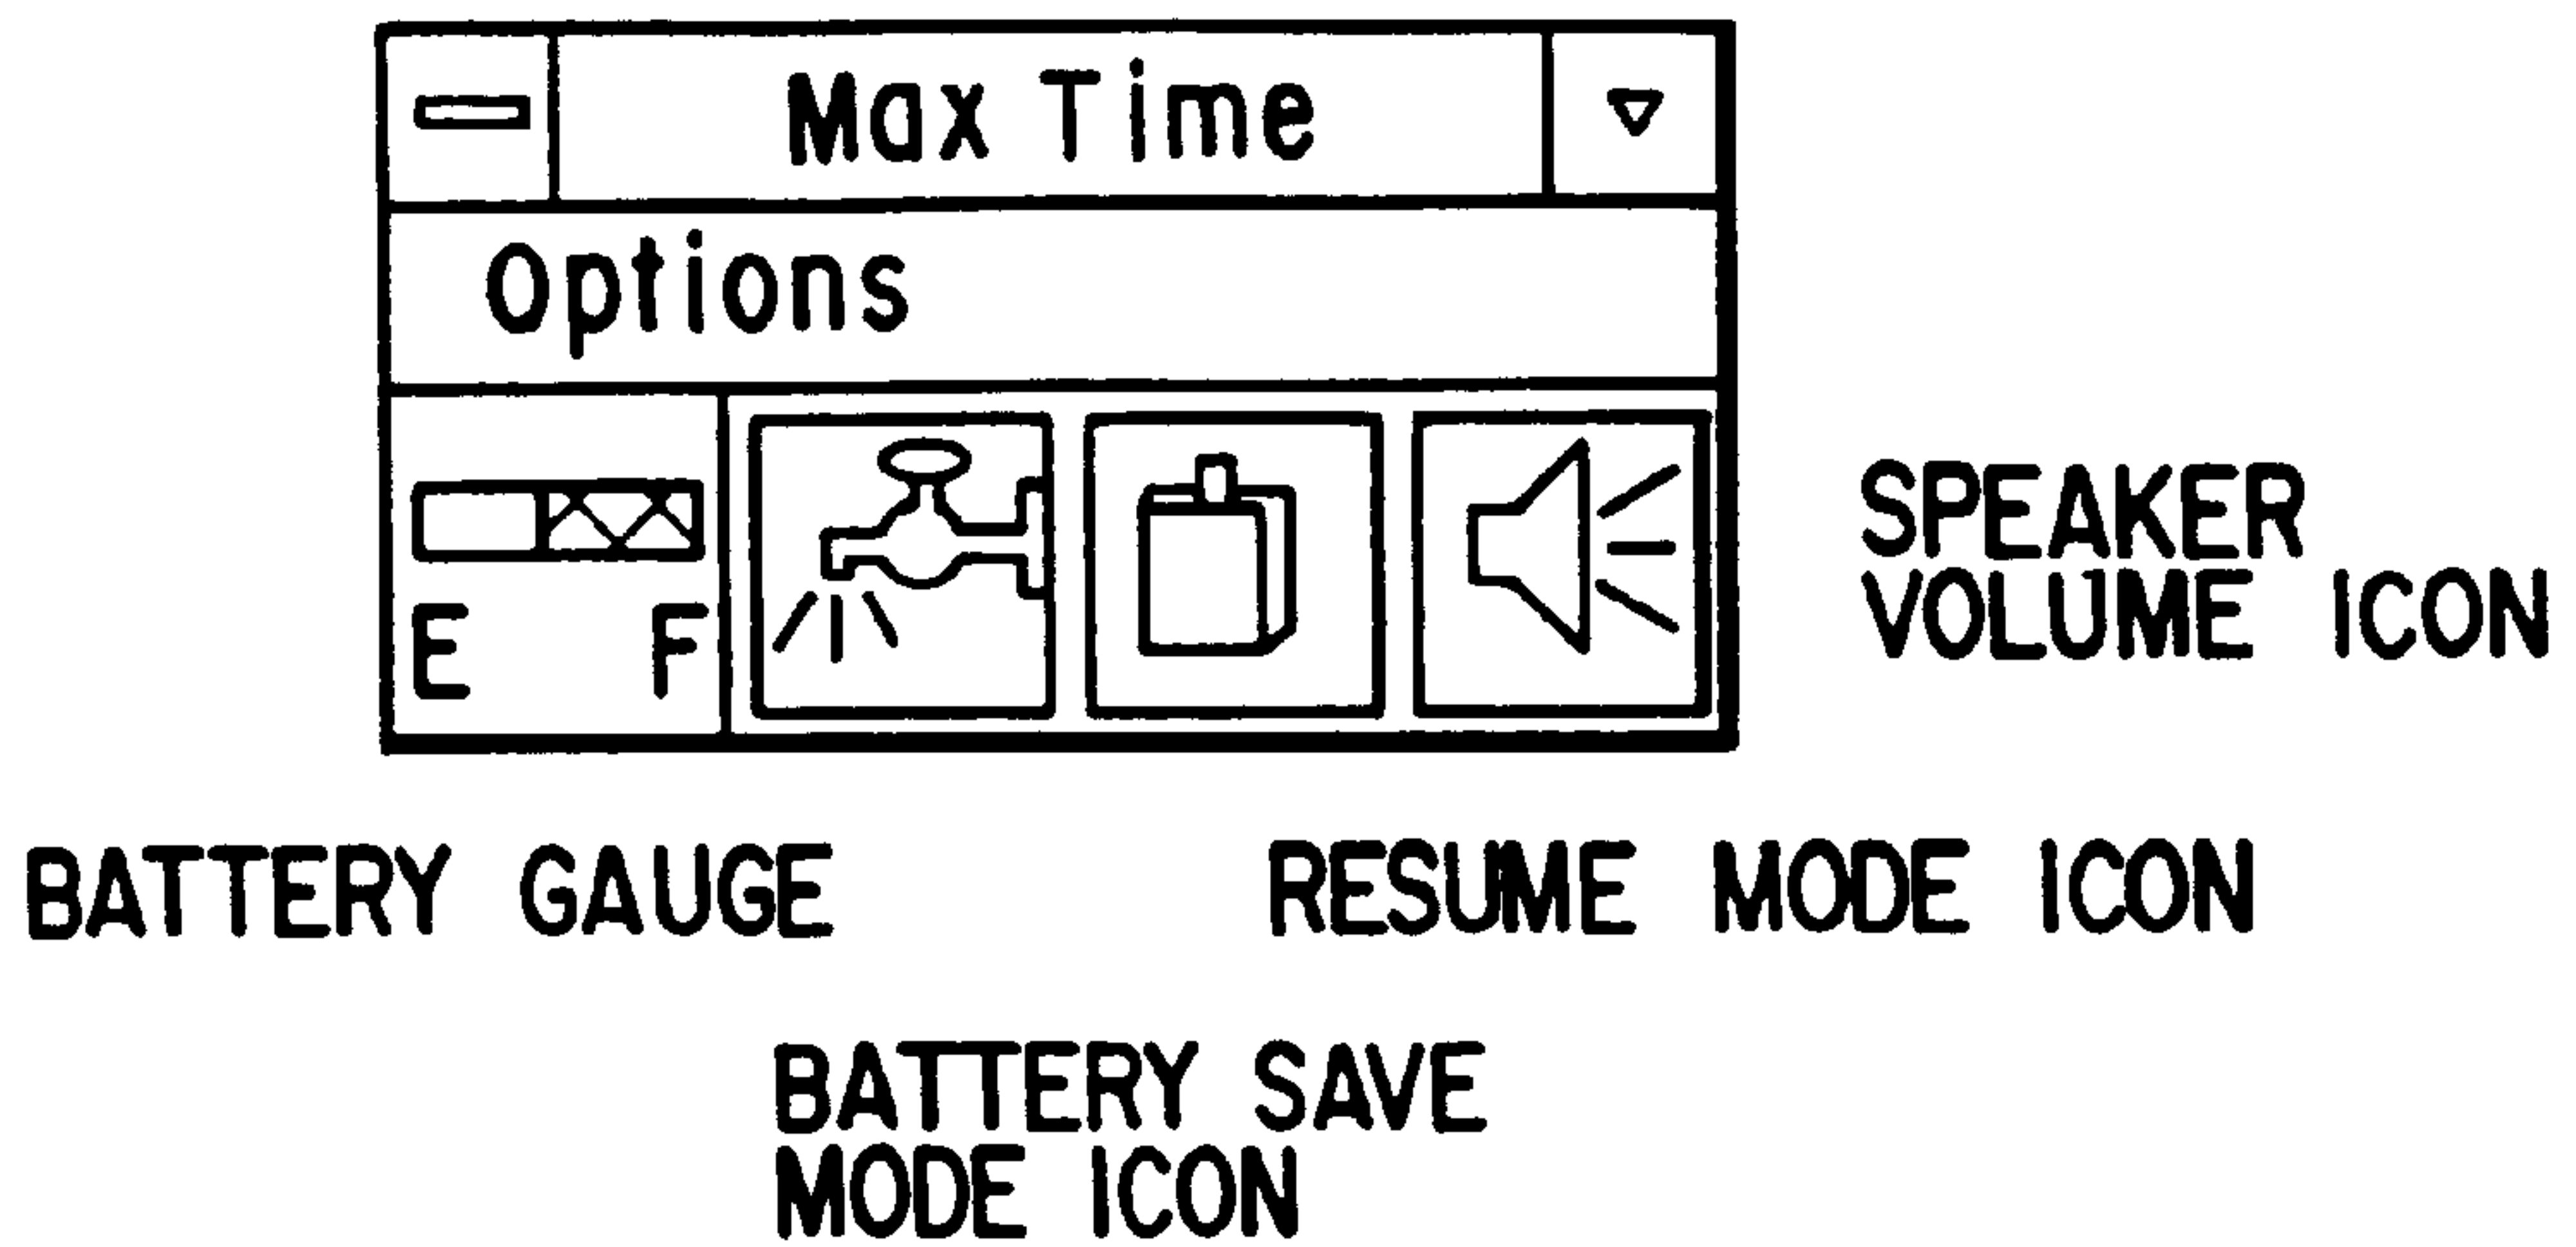 Max Time
Options
E F
SPEAKER
VOLUME ICON
BATTERY GAUGE
RESUME MODE ICON
BATTERY SAVE
MODE ICON